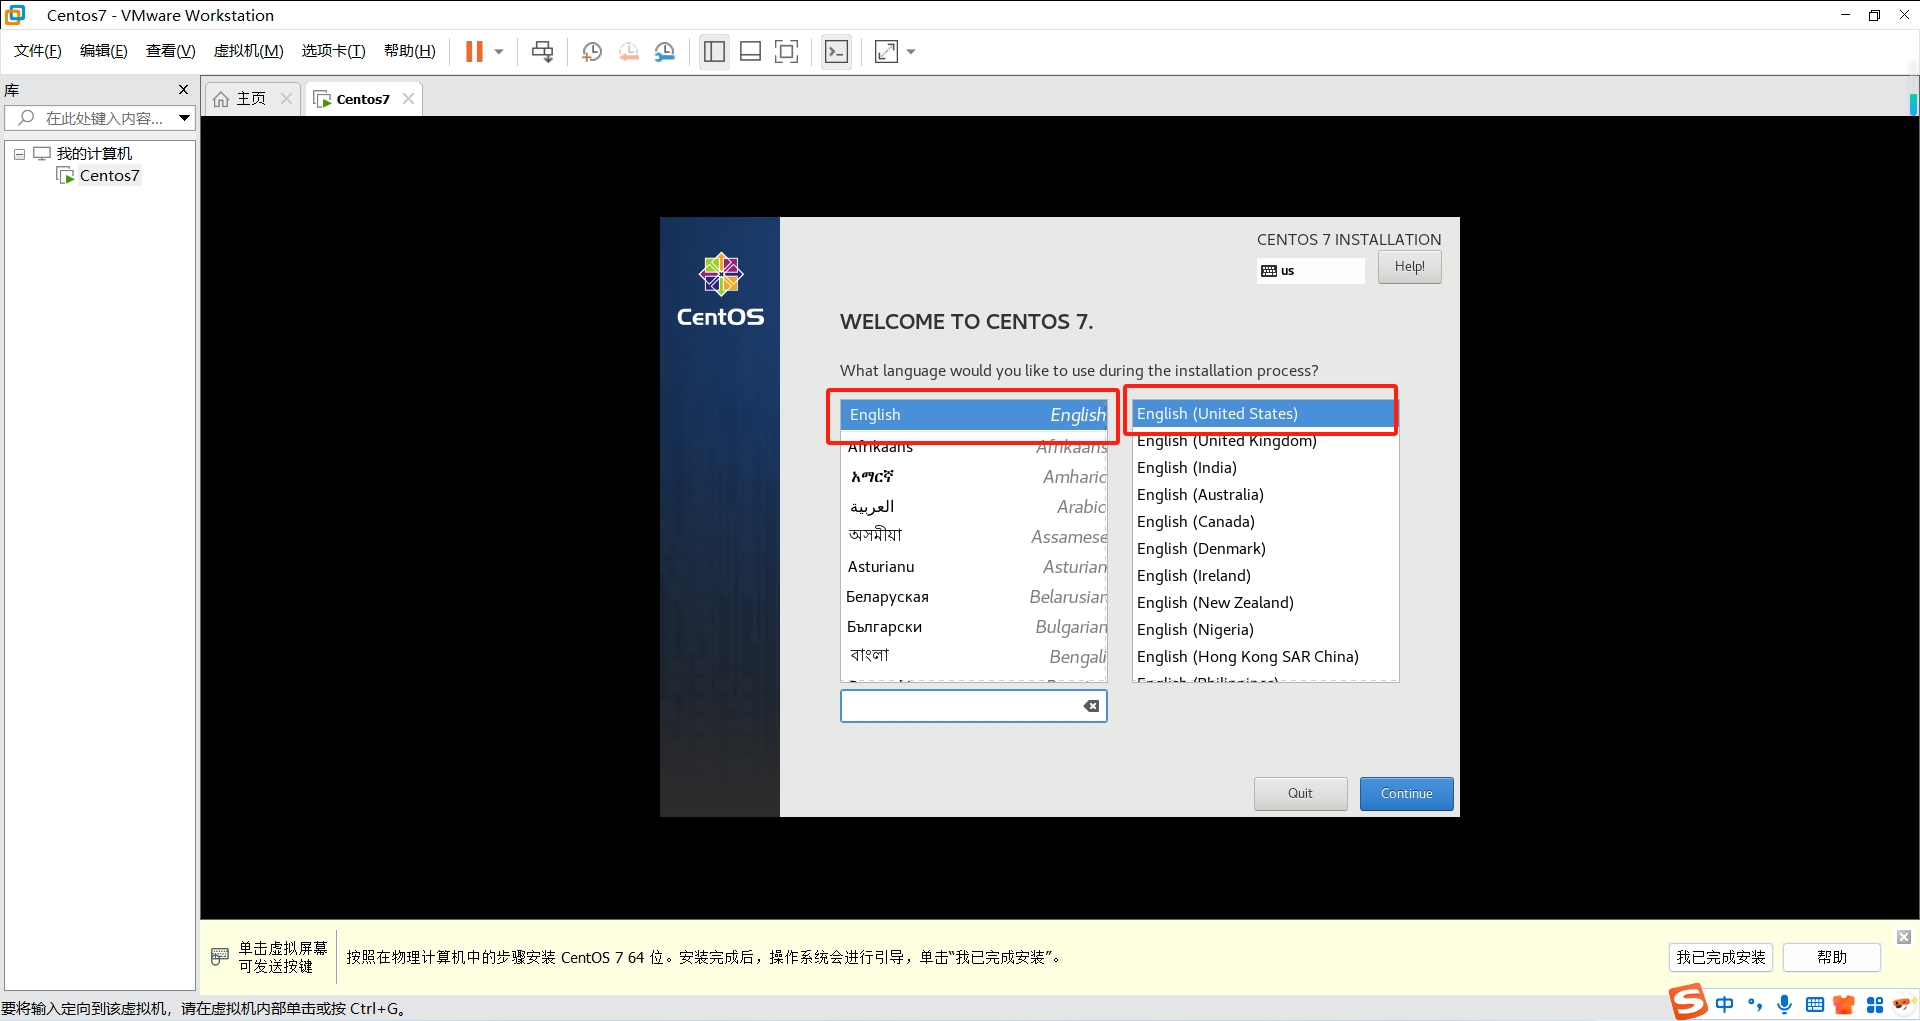 Centos7 - VMware Workstation
文件(F) 编辑(E) 查看(V) 虚拟机(M) 选项卡(T) 帮助(H)
库
在此处键入内容...
我的计算机
Centos7
主页
Centos7
CentOS
CENTOS 7 INSTALLATION
us
Help!
WELCOME TO CENTOS 7.
What language would you like to use during the installation process?
English English
Afrikaans Afrikaans
አማርኛ Amharic
العربية Arabic
অসমীয়া Assamese
Asturianu Asturian
Беларуская Belarusian
Български Bulgarian
বাংলা Bengali
English (United States)
English (United Kingdom)
English (India)
English (Australia)
English (Canada)
English (Denmark)
English (Ireland)
English (New Zealand)
English (Nigeria)
English (Hong Kong SAR China)
English (Philippines)
Quit
Continue
单击虚拟屏幕
可发送按键
按照在物理计算机中的步骤安装 CentOS 7 64 位。安装完成后，操作系统会进行引导，单击“我已完成安装”。
我已完成安装
帮助
要将输入定向到该虚拟机，请在虚拟机内部单击或按 Ctrl+G。
中